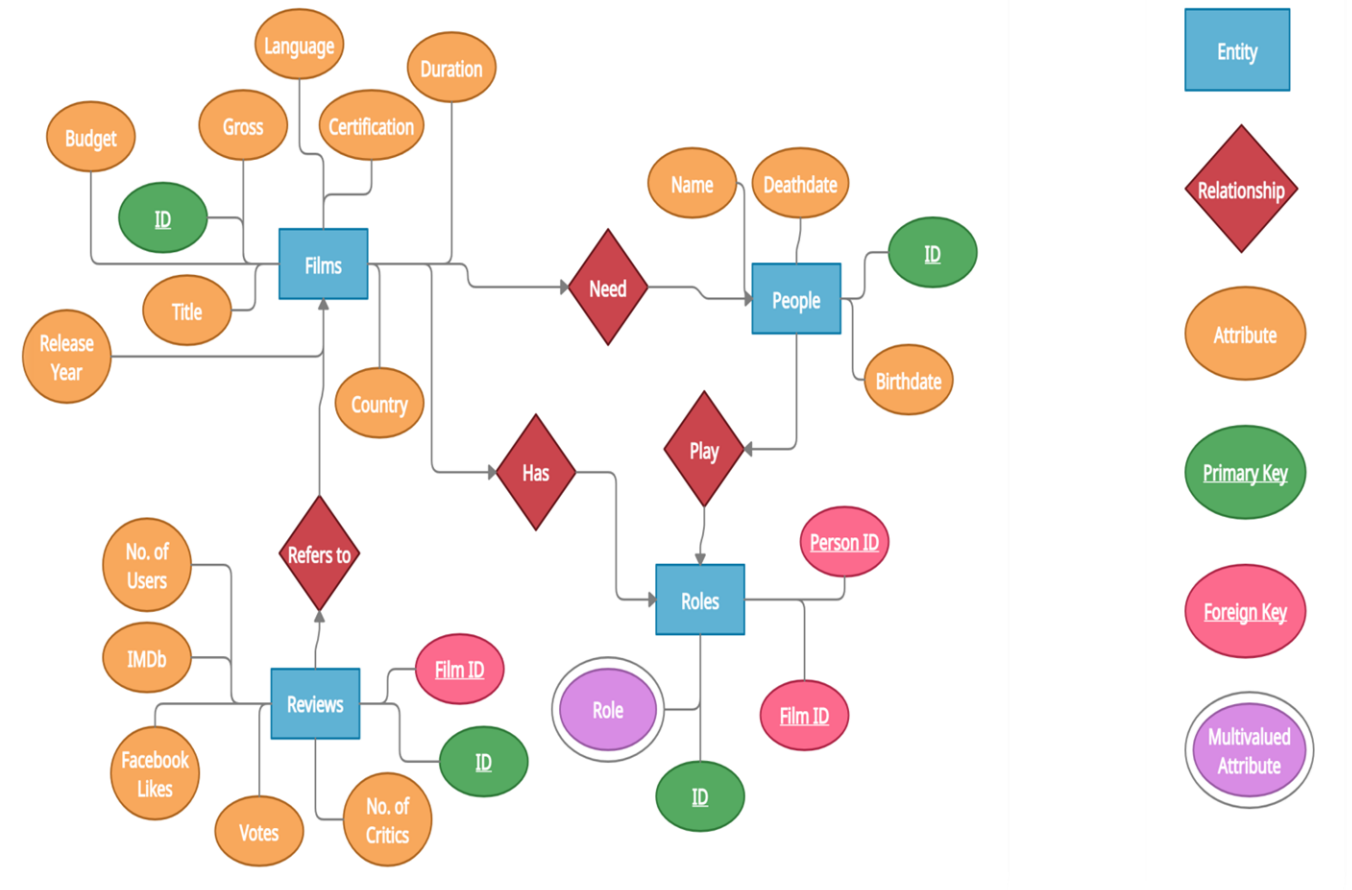 Language
Duration
Budget
Gross
Certification
ID
Films
Title
Release
Year
Country
Need
Name
Deathdate
ID
People
Birthdate
Has
Play
Refers to
No. of
Users
IMDb
Reviews
Film ID
ID
Facebook
Likes
Votes
No. of
Critics
Person ID
Roles
Role
Film ID
ID
Entity
Relationship
Attribute
Primary Key
Foreign Key
Multivalued
Attribute